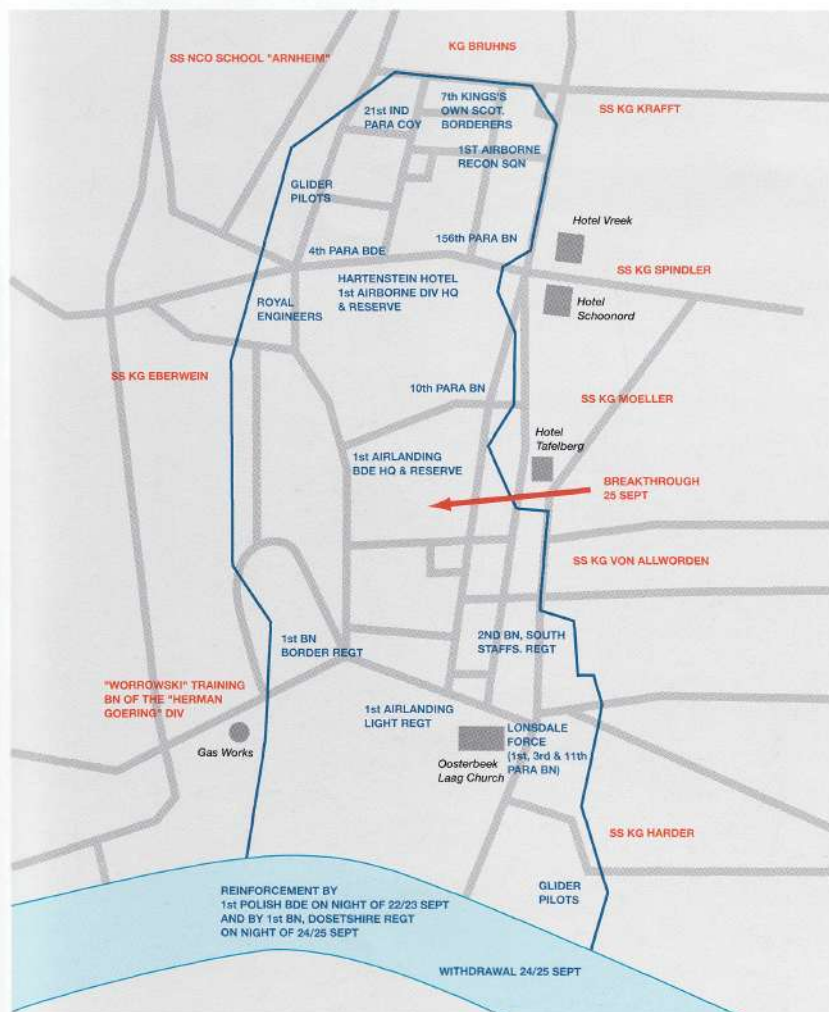 KG BRUHNS
SS NCO SCHOOL "ARNHEIM"
7th KINGS'S
OWN SCOT.
BORDERERS
21st IND
PARA COY
SS KG KRAFFT
1ST AIRBORNE
RECON SQN
GLIDER
PILOTS
Hotel Vreek
156th PARA BN
4th PARA BDE
SS KG SPINDLER
HARTENSTEIN HOTEL
1st AIRBORNE DIV HQ
& RESERVE
ROYAL
ENGINEERS
Hotel
Schoonord
SS KG EBERWEIN
10th PARA BN
SS KG MOELLER
Hotel
Tafelberg
1st AIRLANDING
BDE HQ & RESERVE
BREAKTHROUGH
25 SEPT
SS KG VON ALLWORDEN
1st BN
BORDER REGT
2ND BN, SOUTH
STAFFS. REGT
"WORROWSKI" TRAINING
BN OF THE "HERMAN
GOERING" DIV
1st AIRLANDING
LIGHT REGT
Gas Works
LONSDALE
FORCE
(1st, 3rd & 11th
PARA BN)
Oosterbeek
Laag Church
SS KG HARDER
GLIDER
PILOTS
REINFORCEMENT BY
1st POLISH BDE ON NIGHT OF 22/23 SEPT
AND BY 1st BN, DOSETSHIRE REGT
ON NIGHT OF 24/25 SEPT
WITHDRAWAL 24/25 SEPT